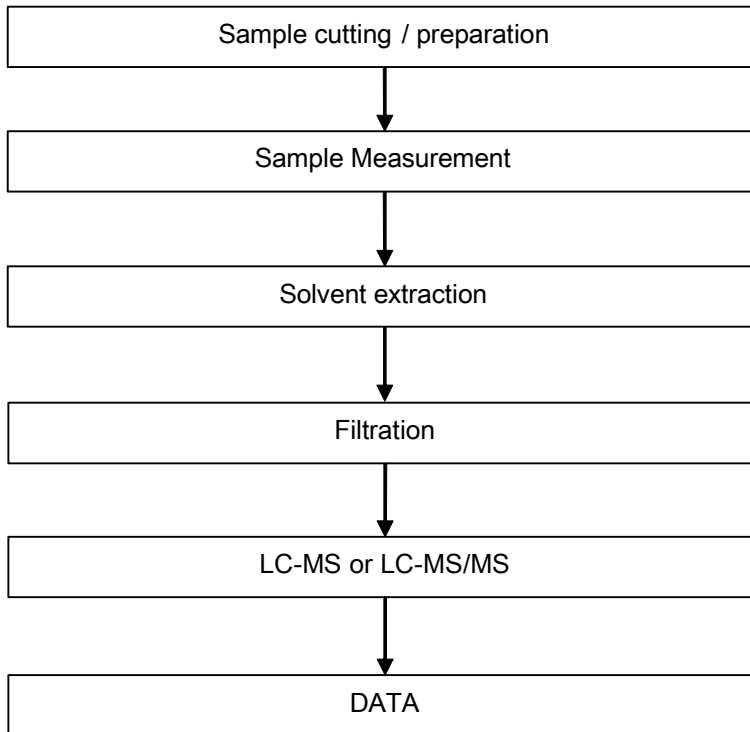 Sample cutting / preparation
Sample Measurement
Solvent extraction
Filtration
LC-MS or LC-MS/MS
DATA